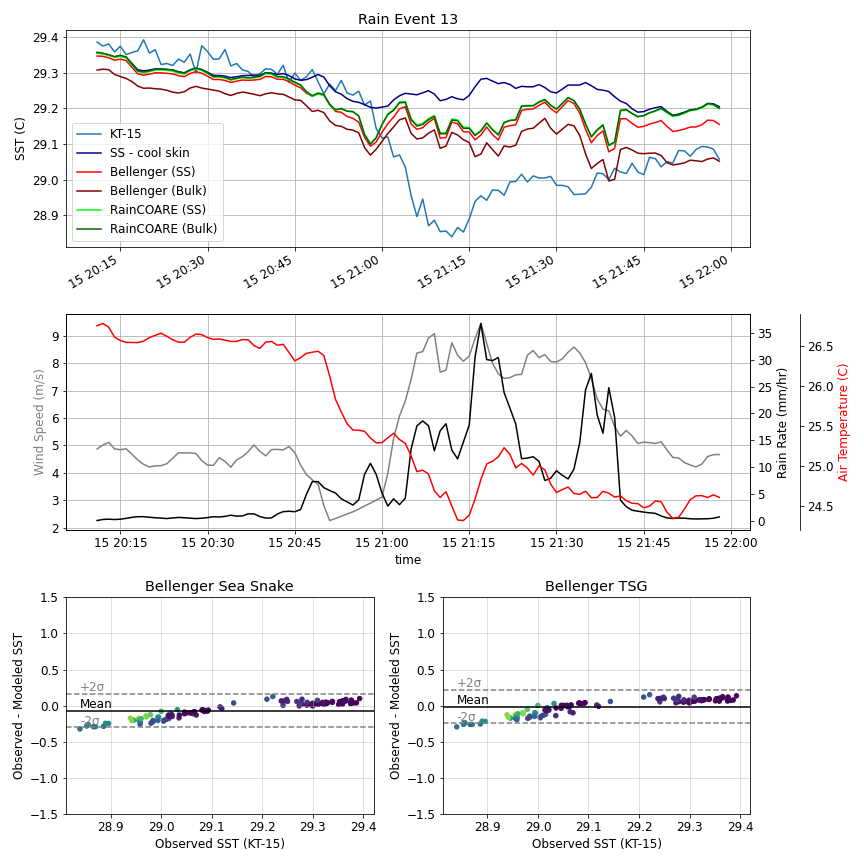 Rain Event 13
SST (C)
29.4
29.3
29.2
29.1
29.0
28.9
KT-15
SS - cool skin
Bellenger (SS)
Bellenger (Bulk)
RainCOARE (SS)
RainCOARE (Bulk)
15 20:15
15 20:30
15 20:45
15 21:00
15 21:15
15 21:30
15 21:45
15 22:00
Wind Speed (m/s)
9
8
7
6
5
4
3
2
35
30
25
20
15
10
5
0
Rain Rate (mm/hr)
26.5
26.0
25.5
25.0
24.5
Air Temperature (C)
15 20:15
15 20:30
15 20:45
15 21:00
15 21:15
15 21:30
15 21:45
15 22:00
time
Bellenger Sea Snake
Observed - Modeled SST
1.5
1.0
0.5
0.0
−0.5
−1.0
−1.5
+2σ
Mean
-2σ
28.9
29.0
29.1
29.2
29.3
29.4
Observed SST (KT-15)
Bellenger TSG
Observed - Modeled SST
1.5
1.0
0.5
0.0
−0.5
−1.0
−1.5
+2σ
Mean
-2σ
28.9
29.0
29.1
29.2
29.3
29.4
Observed SST (KT-15)